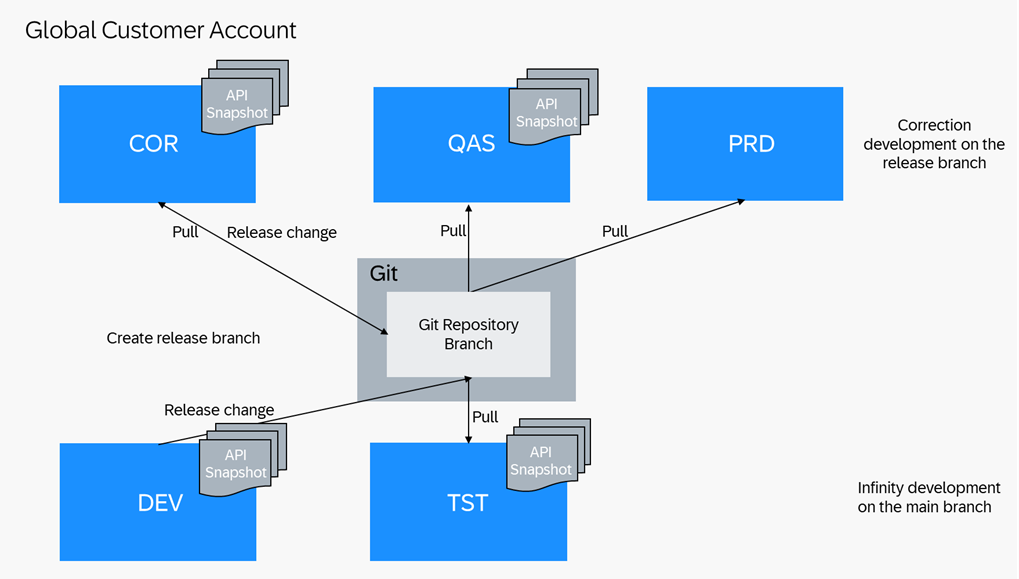 Global Customer Account
API
Snapshot
COR
API
Snapshot
QAS
PRD
Correction
development on the
release branch
Pull
Release change
Pull
Pull
Git
Git Repository
Branch
Create release branch
Release change
Pull
API
Snapshot
DEV
API
Snapshot
TST
Infinity development
on the main branch